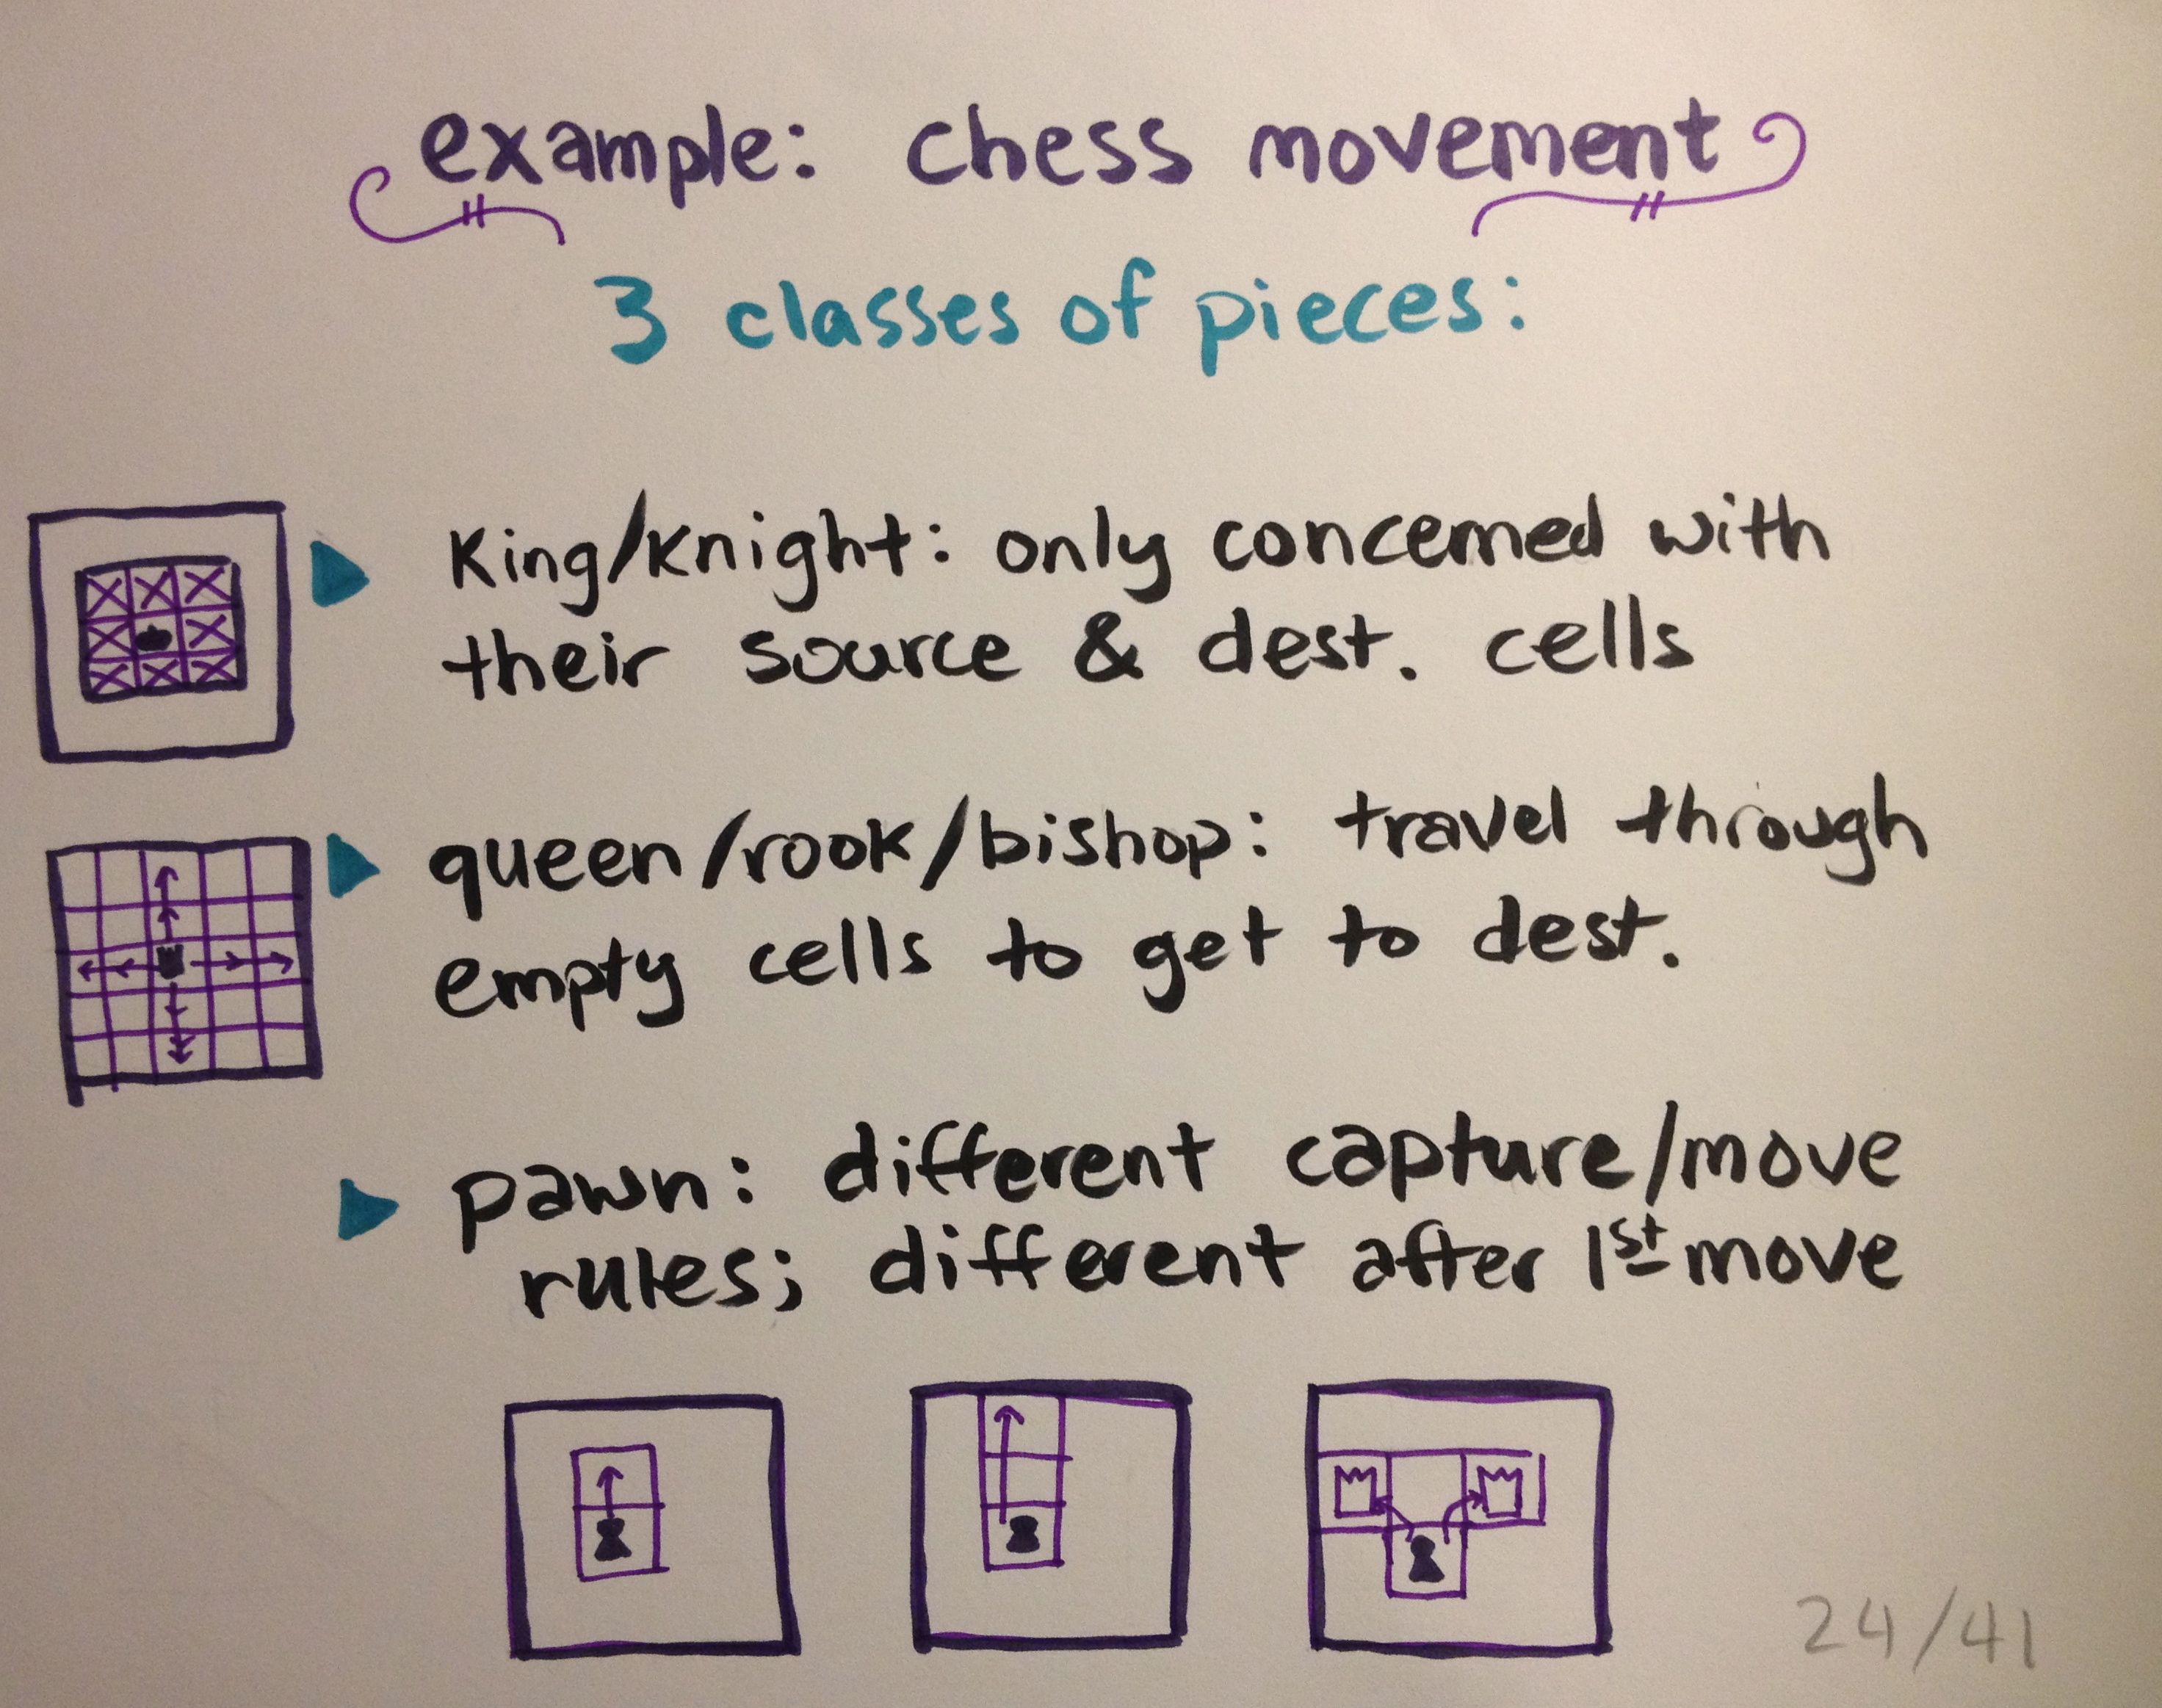 example: chess movement
3 classes of pieces:
King/Knight: only concerned with
their source & dest. cells
queen/rook/bishop: travel through
empty cells to get to dest.
pawn: different capture/move
rules; different after 1st move
24/41